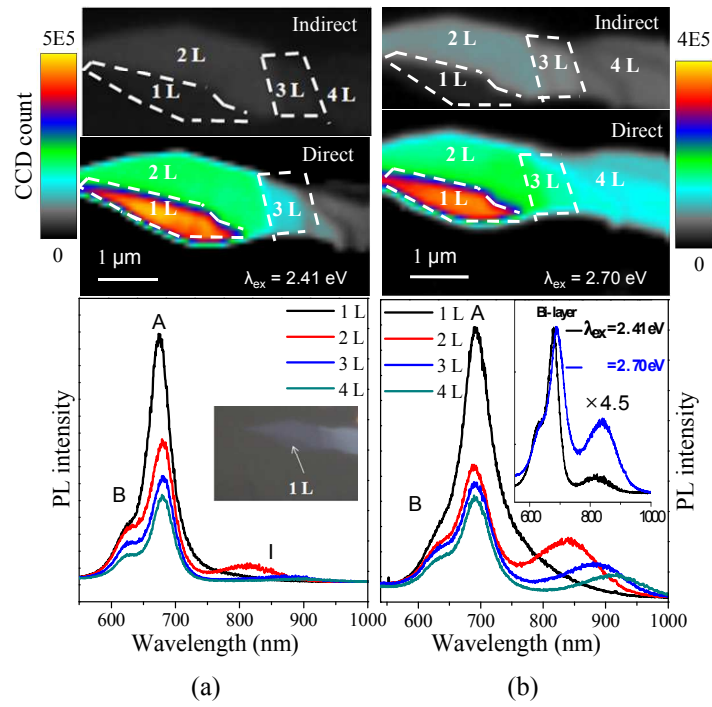 5E5
CCD count
0
Indirect
2 L
1 L
3 L
4 L
Direct
2 L
1 L
3 L
1 μm
λex = 2.41 eV
Indirect
2 L
1 L
3 L
4 L
Direct
2 L
1 L
3 L
4 L
1 μm
λex = 2.70 eV
4E5
CCD count
0
PL intensity
A
B
I
1 L
2 L
3 L
4 L
1 L
550 600 700 800 900 1000
Wavelength (nm)
(a)
A
B
1 L
2 L
3 L
4 L
Bi-layer
λex=2.41eV
=2.70eV
×4.5
600 800 1000
PL intensity
600 700 800 900 1000
Wavelength (nm)
(b)